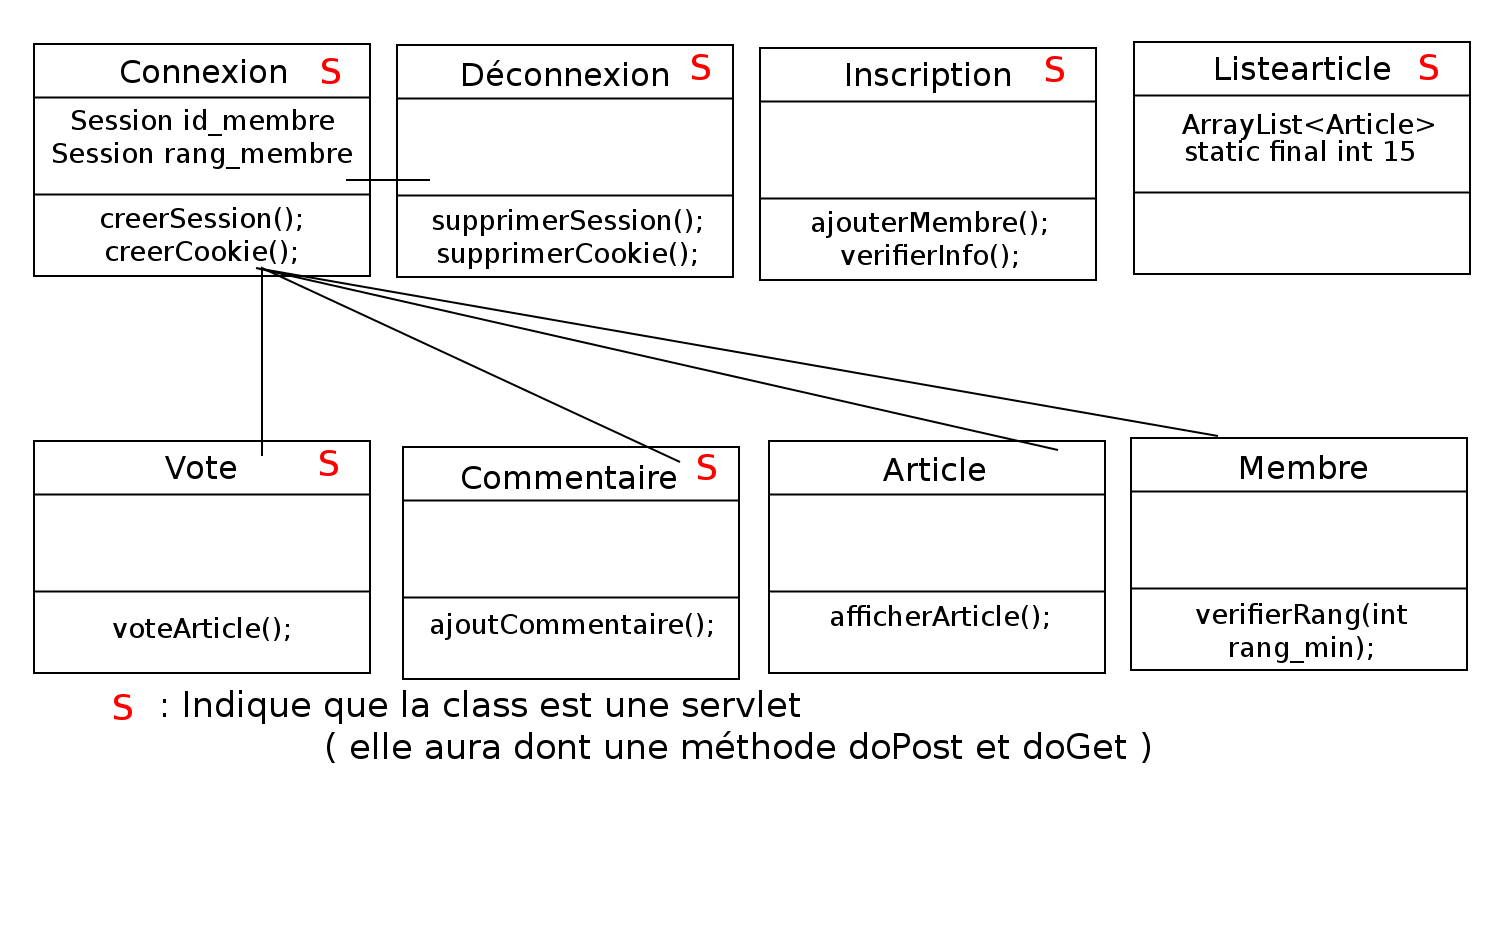 Connexion S
Session id_membre
Session rang_membre
creerSession();
creerCookie();
Déconnexion S
supprimerSession();
supprimerCookie();
Inscription S
ajouterMembre();
verifierInfo();
Listearticle S
ArrayList<Article>
static final int 15
Vote S
voteArticle();
Commentaire S
ajoutCommentaire();
Article
afficherArticle();
Membre
verifierRang(int
rang_min);
S : Indique que la class est une servlet
( elle aura dont une méthode doPost et doGet )